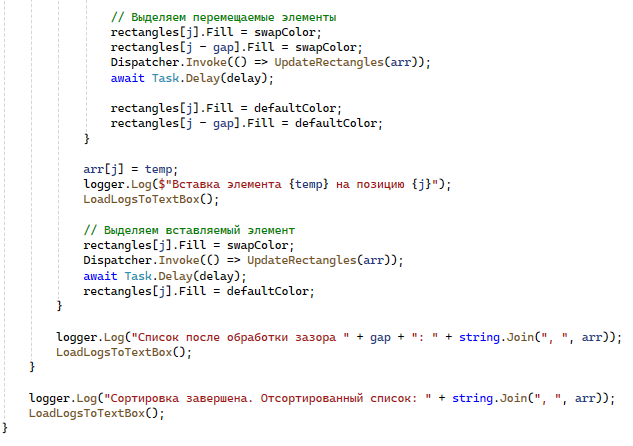 // Выделяем перемещаемые элементы
rectangles[j].Fill = swapColor;
rectangles[j - gap].Fill = swapColor;
Dispatcher.Invoke(() => UpdateRectangles(arr));
await Task.Delay(delay);
rectangles[j].Fill = defaultColor;
rectangles[j - gap].Fill = defaultColor;
}
arr[j] = temp;
logger.Log($"Вставка элемента {temp} на позицию {j}");
LoadLogsToTextBox();
// Выделяем вставляемый элемент
rectangles[j].Fill = swapColor;
Dispatcher.Invoke(() => UpdateRectangles(arr));
await Task.Delay(delay);
rectangles[j].Fill = defaultColor;
}
logger.Log("Список после обработки зазора " + gap + ": " + string.Join(", ", arr));
LoadLogsToTextBox();
}
logger.Log("Сортировка завершена. Отсортированный список: " + string.Join(", ", arr));
LoadLogsToTextBox();
}